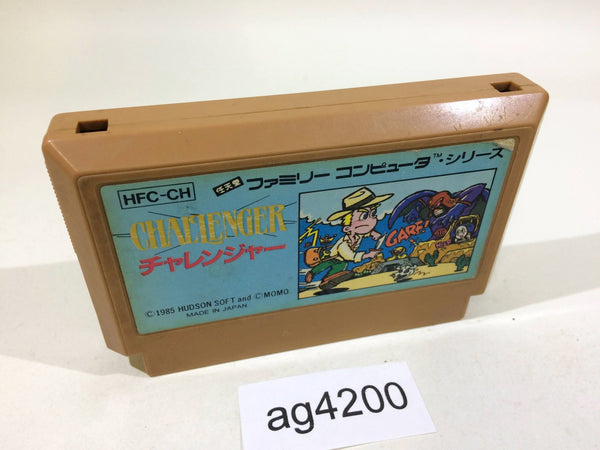 HFC-CH
任天堂 ファミリー コンピュータ™・シリーズ
CHALLENGER
チャレンジャー
GARF!
©1985 HUDSON SOFT and ©MOMO.
MADE IN JAPAN
ag4200